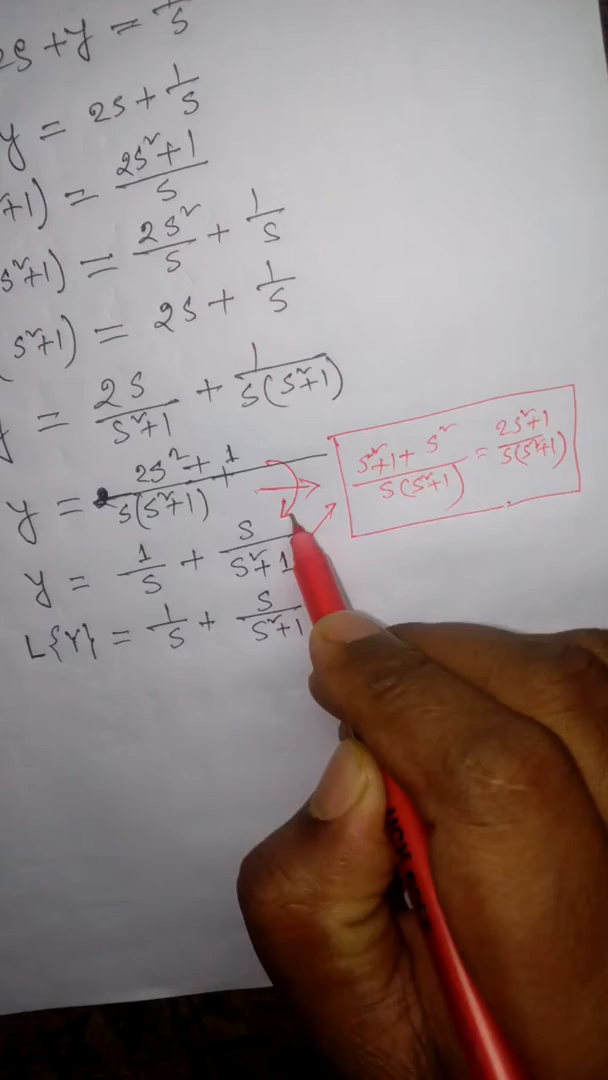 2s + y = 1/s
y = 2s + 1/s
+1) = (2s²+1)/s
s²+1) = 2s²/s + 1/s
(s²+1) = 2s + 1/s
y = 2s/(s²+1) + 1/(s(s²+1))
y = (2s²+1)/(s(s²+1))
(s²+1+s²)/(s(s²+1)) = (2s²+1)/(s(s²+1))
y = 1/s + s/(s²+1)
L{Y} = 1/s + s/(s²+1)